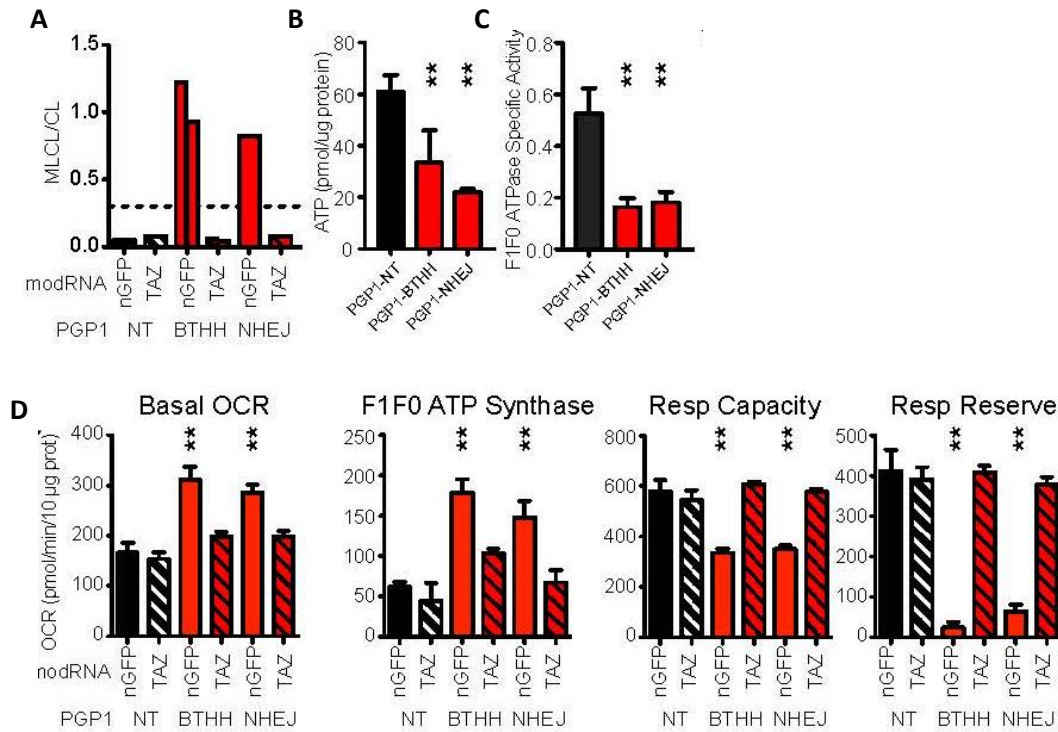 A
MLCL/CL
1.5
1.0
0.5
0.0
nGFP TAZ nGFP TAZ nGFP TAZ
modRNA
PGP1 NT BTHH NHEJ
B
ATP (pmol/ug protein)
80
60
40
20
0
** **
PGP1-NT PGP1-BTHH PGP1-NHEJ
C
F1F0 ATPase Specific Activity
0.8
0.6
0.4
0.2
0.0
** **
PGP1-NT PGP1-BTHH PGP1-NHEJ
D
Basal OCR
OCR (pmol/min/10 µg prot)
400
300
200
100
0
** **
nGFP TAZ nGFP TAZ nGFP TAZ
nodRNA
PGP1 NT BTHH NHEJ
F1F0 ATP Synthase
250
200
150
100
50
0
** **
nGFP TAZ nGFP TAZ nGFP TAZ
NT BTHH NHEJ
Resp Capacity
800
600
400
200
0
** **
nGFP TAZ nGFP TAZ nGFP TAZ
NT BTHH NHEJ
Resp Reserve
500
400
300
200
100
0
** **
nGFP TAZ nGFP TAZ nGFP TAZ
NT BTHH NHEJ